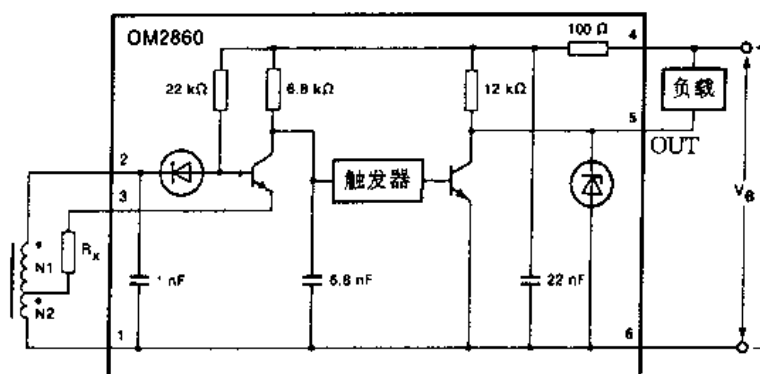 OM2860
100 Ω
4
22 kΩ
6.8 kΩ
12 kΩ
负载
5
OUT
2
触发器
V_B
3
R_x
N1
1 nF
6.8 nF
22 nF
N2
1
6
+
-